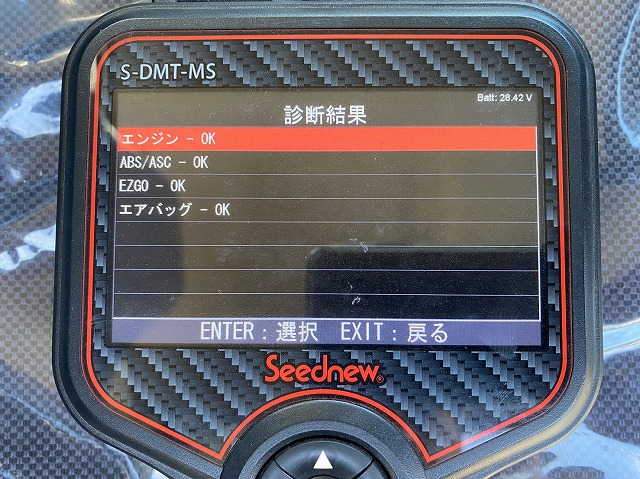 S-DMT-MS
Batt: 28.42 V
診断結果
エンジン - OK
ABS/ASC - OK
EZGO - OK
エアバッグ - OK
ENTER：選択 EXIT：戻る
Seednew®